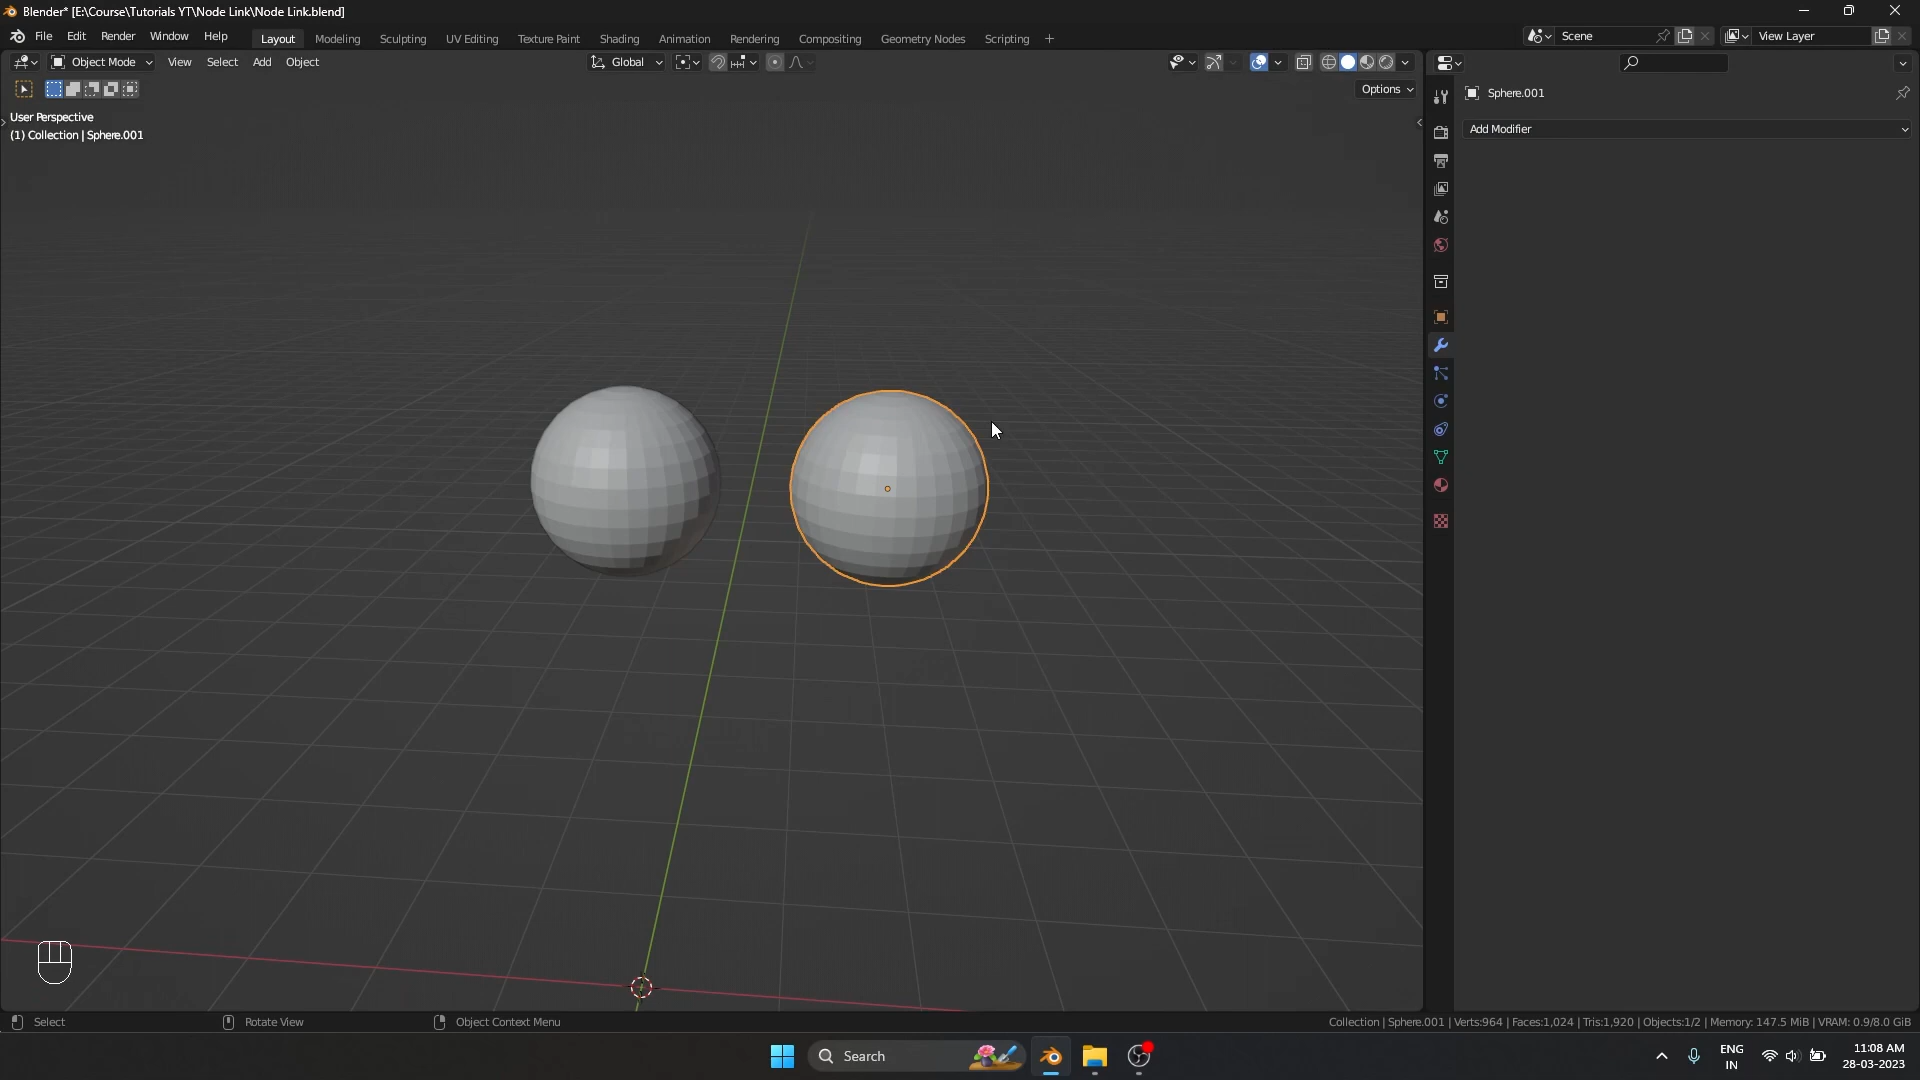 Blender* [E:\Course\Tutorials YT\Node Link\Node Link.blend]
File Edit Render Window Help Layout Modeling Sculpting UV Editing Texture Paint Shading Animation Rendering Compositing Geometry Nodes Scripting + Scene View Layer
Object Mode View Select Add Object Global
Options
User Perspective
(1) Collection | Sphere.001
Sphere.001
Add Modifier
Select Rotate View Object Context Menu Collection | Sphere.001 | Verts:964 | Faces:1,024 | Tris:1,920 | Objects:1/2 | Memory: 147.5 MiB | VRAM: 0.9/8.0 GiB
Search
ENG
IN
11:08 AM
28-03-2023